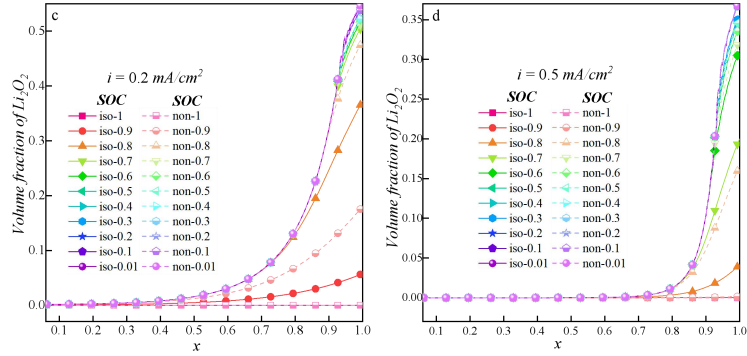 c
i = 0.2 mA/cm²
SOC SOC
iso-1 non-1
iso-0.9 non-0.9
iso-0.8 non-0.8
iso-0.7 non-0.7
iso-0.6 non-0.6
iso-0.5 non-0.5
iso-0.4 non-0.4
iso-0.3 non-0.3
iso-0.2 non-0.2
iso-0.1 non-0.1
iso-0.01 non-0.01
Volume fraction of Li₂O₂
0.5
0.4
0.3
0.2
0.1
0.0
0.1 0.2 0.3 0.4 0.5 0.6 0.7 0.8 0.9 1.0
x
d
i = 0.5 mA/cm²
SOC SOC
iso-1 non-1
iso-0.9 non-0.9
iso-0.8 non-0.8
iso-0.7 non-0.7
iso-0.6 non-0.6
iso-0.5 non-0.5
iso-0.4 non-0.4
iso-0.3 non-0.3
iso-0.2 non-0.2
iso-0.1 non-0.1
iso-0.01 non-0.01
Volume fraction of Li₂O₂
0.35
0.30
0.25
0.20
0.15
0.10
0.05
0.00
0.1 0.2 0.3 0.4 0.5 0.6 0.7 0.8 0.9 1.0
x